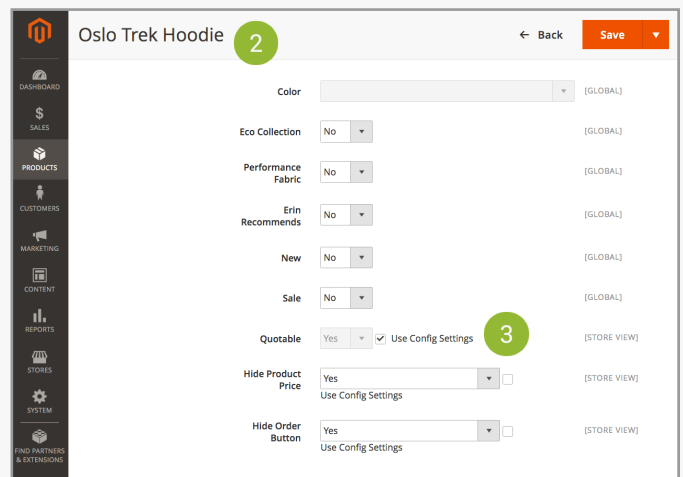 Oslo Trek Hoodie
2
← Back
Save
DASHBOARD
SALES
PRODUCTS
CUSTOMERS
MARKETING
CONTENT
REPORTS
STORES
SYSTEM
FIND PARTNERS
& EXTENSIONS
Color [GLOBAL]
Eco Collection No [GLOBAL]
Performance
Fabric No [GLOBAL]
Erin
Recommends No [GLOBAL]
New No [GLOBAL]
Sale No [GLOBAL]
Quotable Yes Use Config Settings 3 [STORE VIEW]
Hide Product
Price Yes [STORE VIEW]
Use Config Settings
Hide Order
Button Yes [STORE VIEW]
Use Config Settings